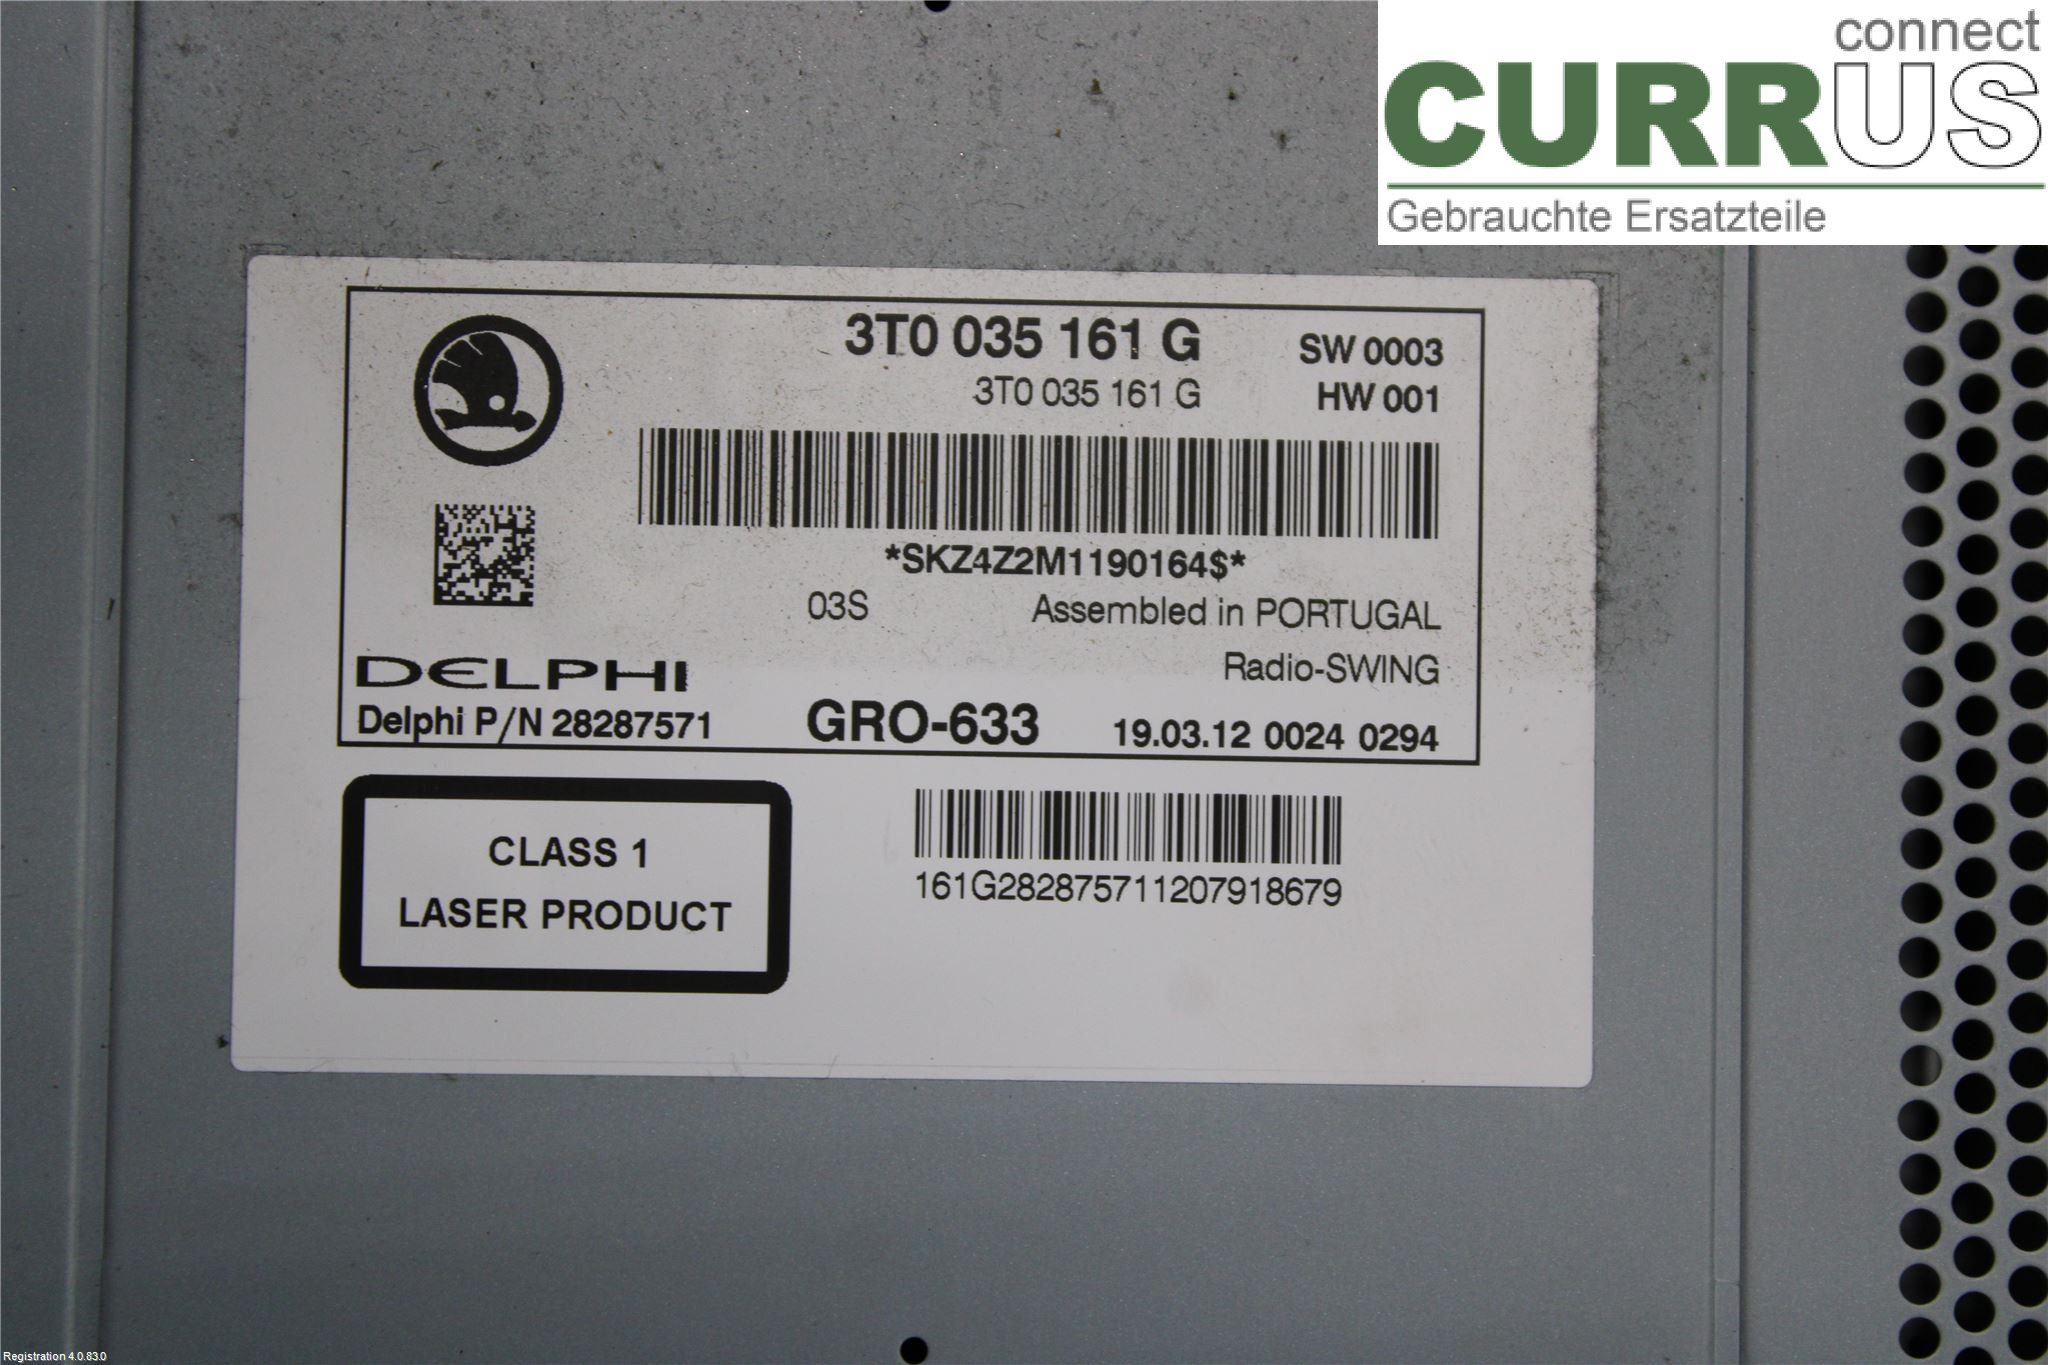 connect
CURRUS
Gebrauchte Ersatzteile
3T0 035 161 G
SW 0003
3T0 035 161 G
HW 001
*SKZ4Z2M1190164$*
03S
Assembled in PORTUGAL
DELPHI
Radio-SWING
Delphi P/N 28287571
GRO-633
19.03.12 0024 0294
CLASS 1
LASER PRODUCT
161G282875711207918679
Registration 4.0.83.0